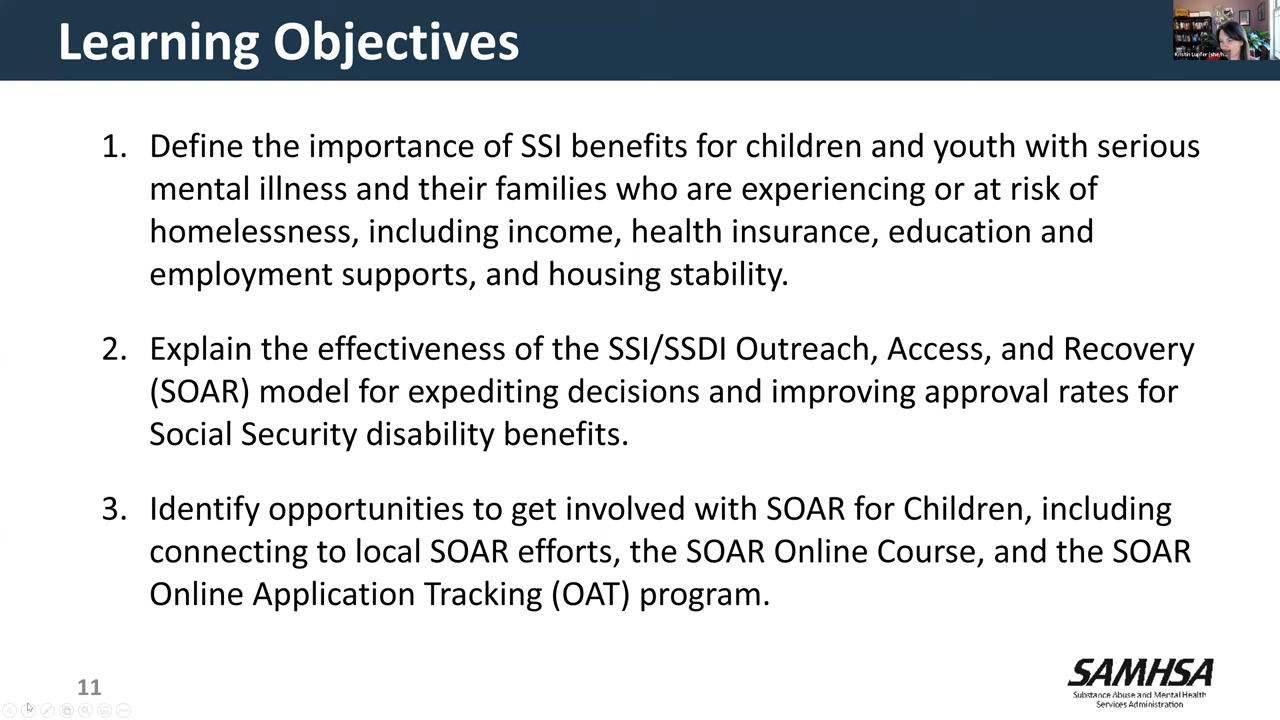 Learning Objectives
Kristin Lupfer (she/h...
1. Define the importance of SSI benefits for children and youth with serious
mental illness and their families who are experiencing or at risk of
homelessness, including income, health insurance, education and
employment supports, and housing stability.
2. Explain the effectiveness of the SSI/SSDI Outreach, Access, and Recovery
(SOAR) model for expediting decisions and improving approval rates for
Social Security disability benefits.
3. Identify opportunities to get involved with SOAR for Children, including
connecting to local SOAR efforts, the SOAR Online Course, and the SOAR
Online Application Tracking (OAT) program.
11
SAMHSA
Substance Abuse and Mental Health
Services Administration